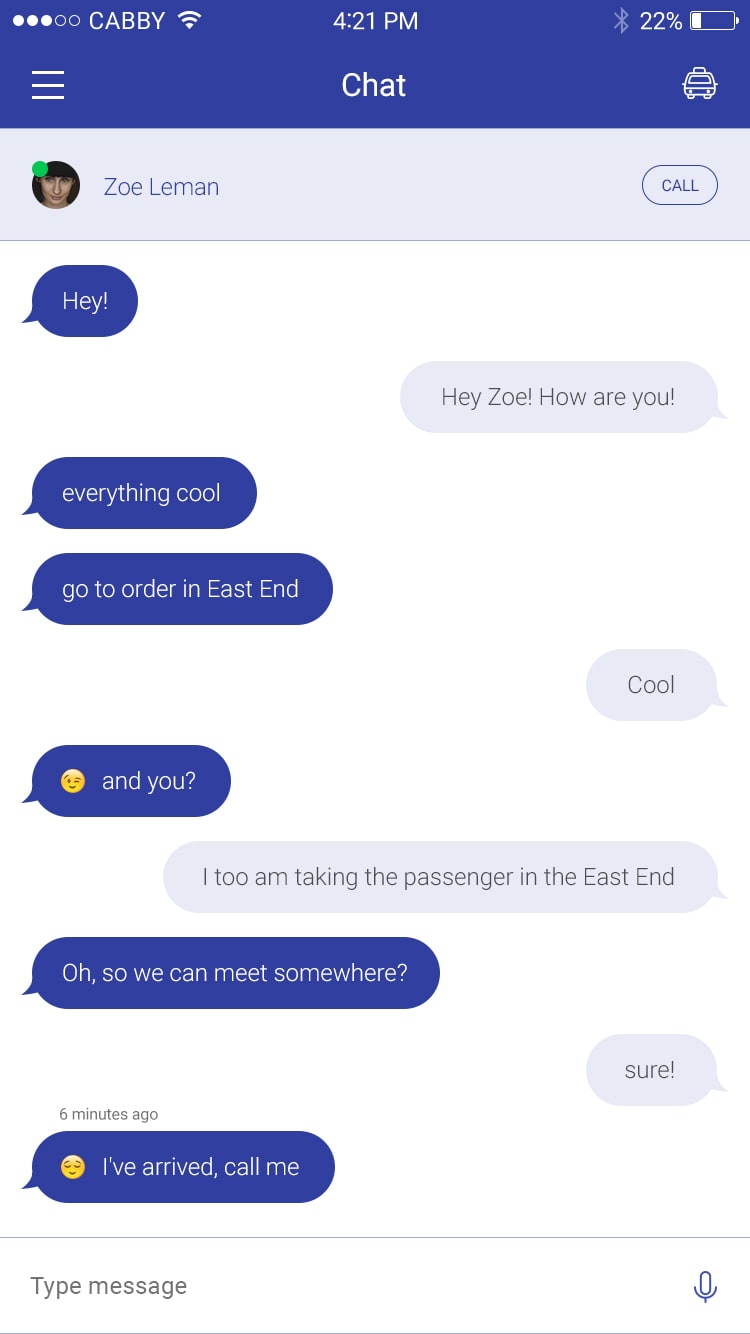 CABBY 4:21 PM 22%
Chat
Zoe Leman CALL
Hey!
Hey Zoe! How are you!
everything cool
go to order in East End
Cool
😉 and you?
I too am taking the passenger in the East End
Oh, so we can meet somewhere?
sure!
6 minutes ago
😌 I've arrived, call me
Type message